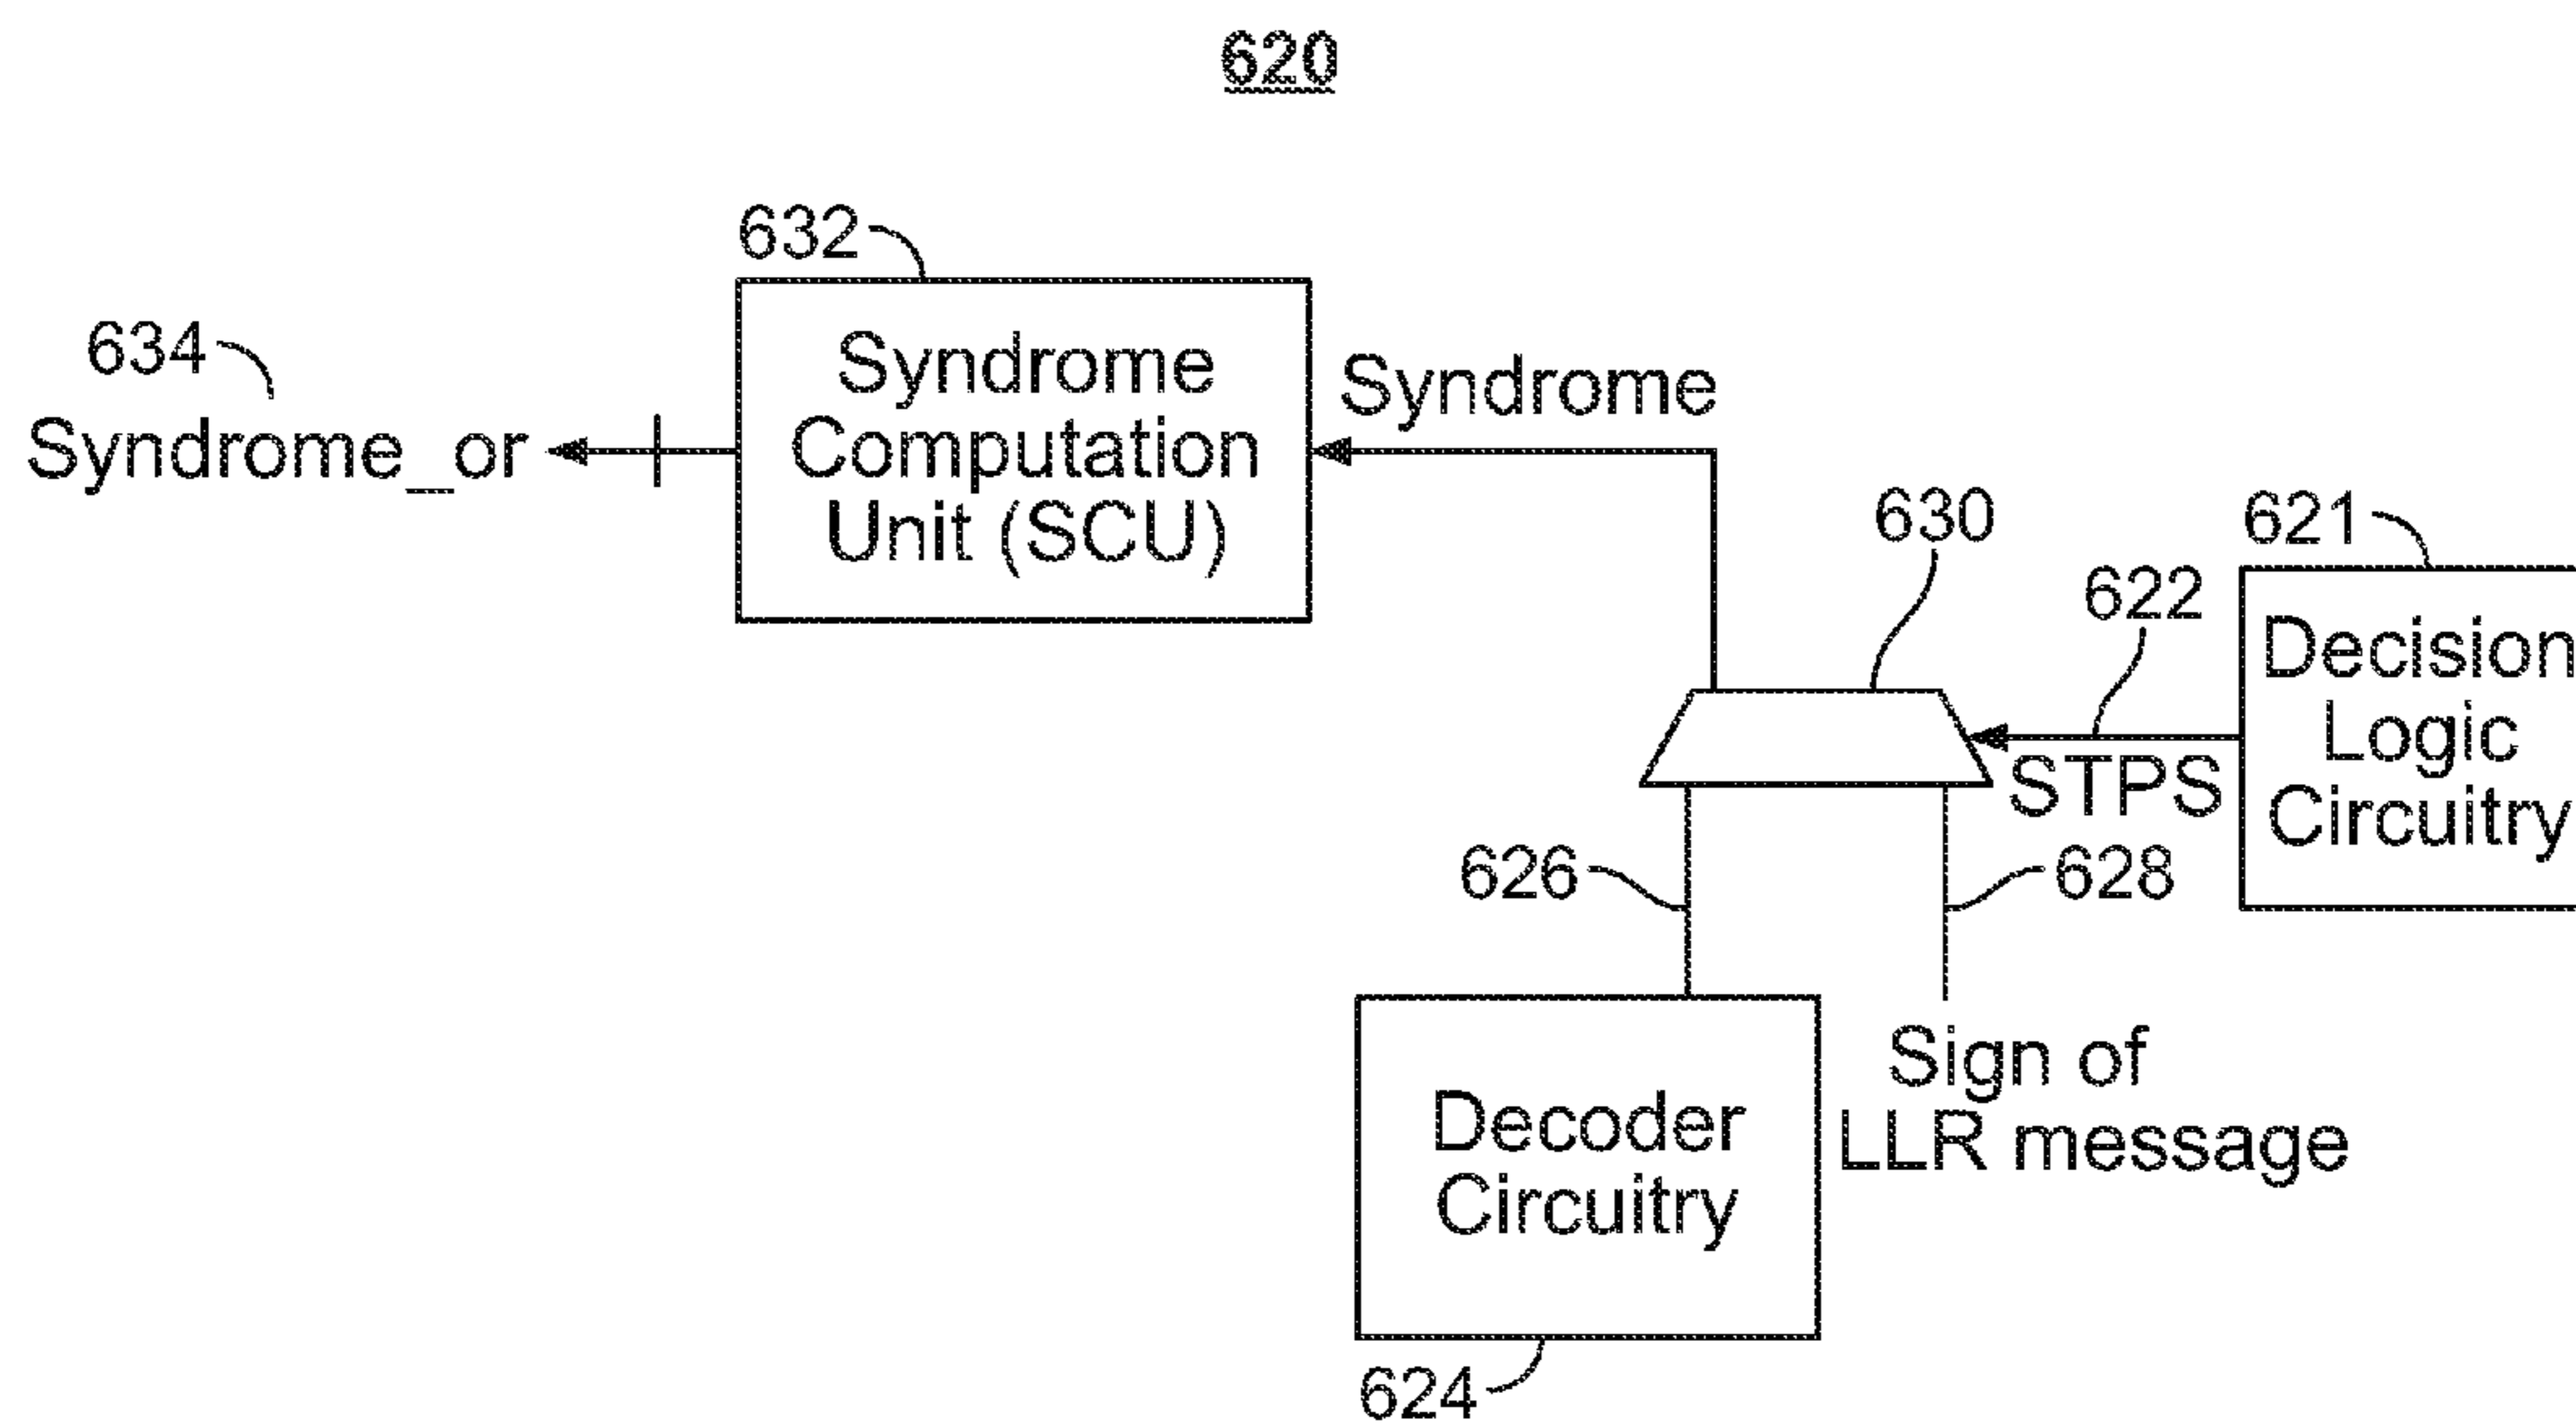 620
632
634
Syndrome
Computation
Unit (SCU)
Syndrome_or
Syndrome
630
621
622
Decision
Logic
Circuitry
STPS
626
628
Sign of
LLR message
Decoder
Circuitry
624